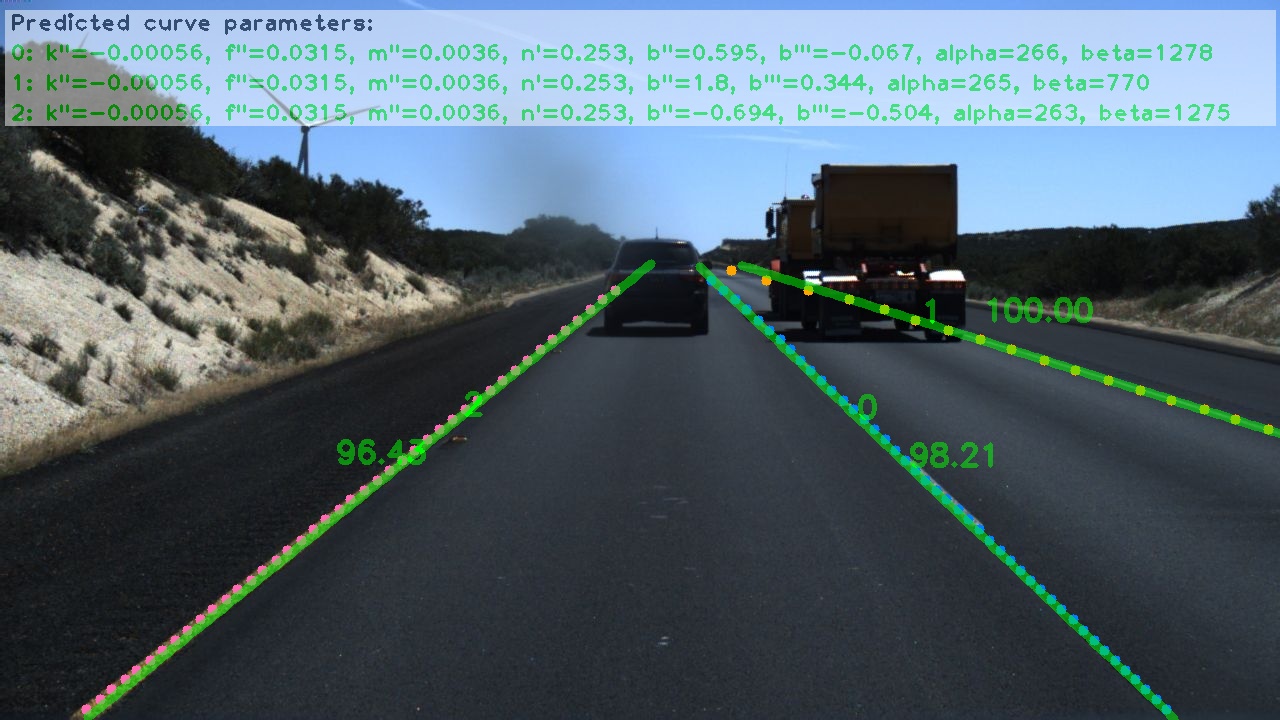 Predicted curve parameters:
0: k"=-0.00056, f"=0.0315, m"=0.0036, n'=0.253, b"=0.595, b'''=-0.067, alpha=266, beta=1278
1: k"=-0.00056, f"=0.0315, m"=0.0036, n'=0.253, b"=1.8, b'''=0.344, alpha=265, beta=770
2: k"=-0.00056, f"=0.0315, m"=0.0036, n'=0.253, b"=-0.694, b'''=-0.504, alpha=263, beta=1275
1 100.00
2 0
96.43 98.21